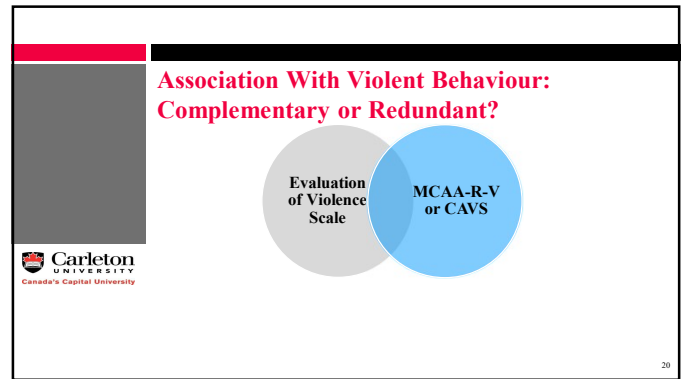 Association With Violent Behaviour:
Complementary or Redundant?
Evaluation
of Violence
Scale
MCAA-R-V
or CAVS
Carleton
UNIVERSITY
Canada's Capital University
20